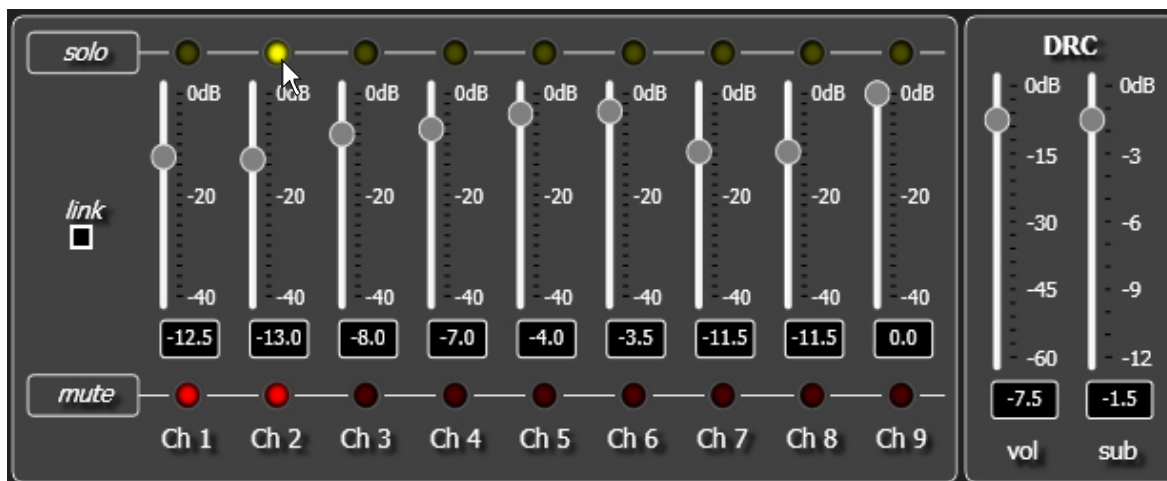 solo
DRC
0dB 0dB 0dB 0dB 0dB 0dB 0dB 0dB 0dB 0dB 0dB
-15 -3
link -20 -20 -20 -20 -20 -20 -20 -20 -20
-30 -6
-40 -40 -40 -40 -40 -40 -40 -40 -40 -45 -9
-12.5 -13.0 -8.0 -7.0 -4.0 -3.5 -11.5 -11.5 0.0 -60 -12
mute -7.5 -1.5
Ch 1 Ch 2 Ch 3 Ch 4 Ch 5 Ch 6 Ch 7 Ch 8 Ch 9 vol sub